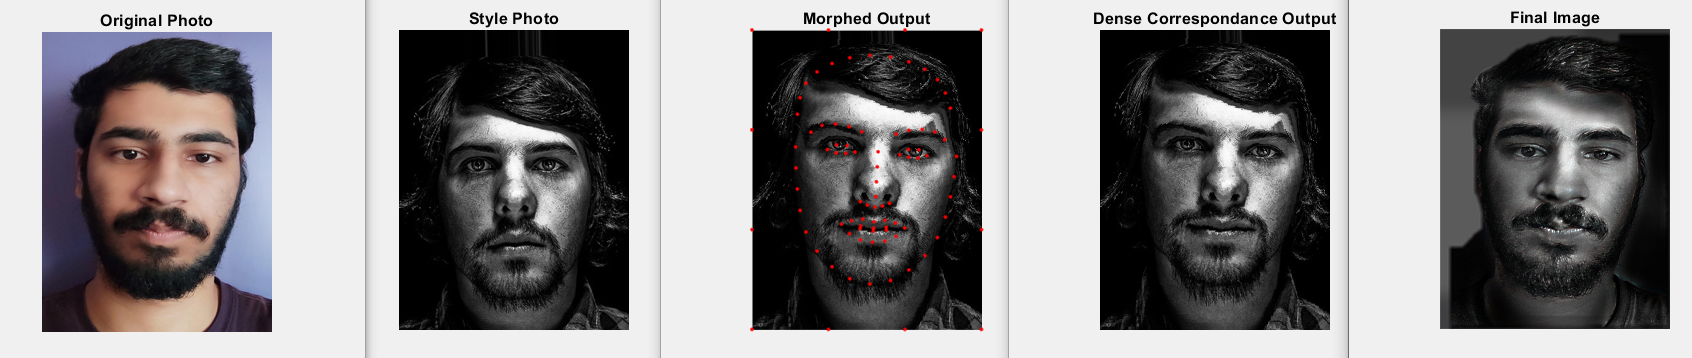 Original Photo
Style Photo
Morphed Output
Dense Correspondance Output
Final Image